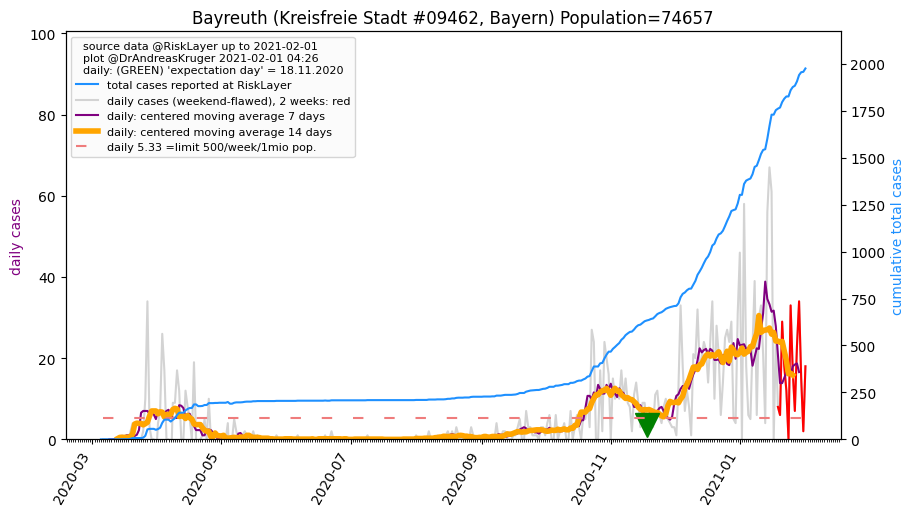 Bayreuth (Kreisfreie Stadt #09462, Bayern) Population=74657
source data @RiskLayer up to 2021-02-01
plot @DrAndreasKruger 2021-02-01 04:26
daily: (GREEN) 'expectation day' = 18.11.2020
total cases reported at RiskLayer
daily cases (weekend-flawed), 2 weeks: red
daily: centered moving average 7 days
daily: centered moving average 14 days
daily 5.33 =limit 500/week/1mio pop.
daily cases
100
80
60
40
20
0
2000
1750
1500
1250
1000
750
500
250
0
cumulative total cases
2020-03
2020-05
2020-07
2020-09
2020-11
2021-01